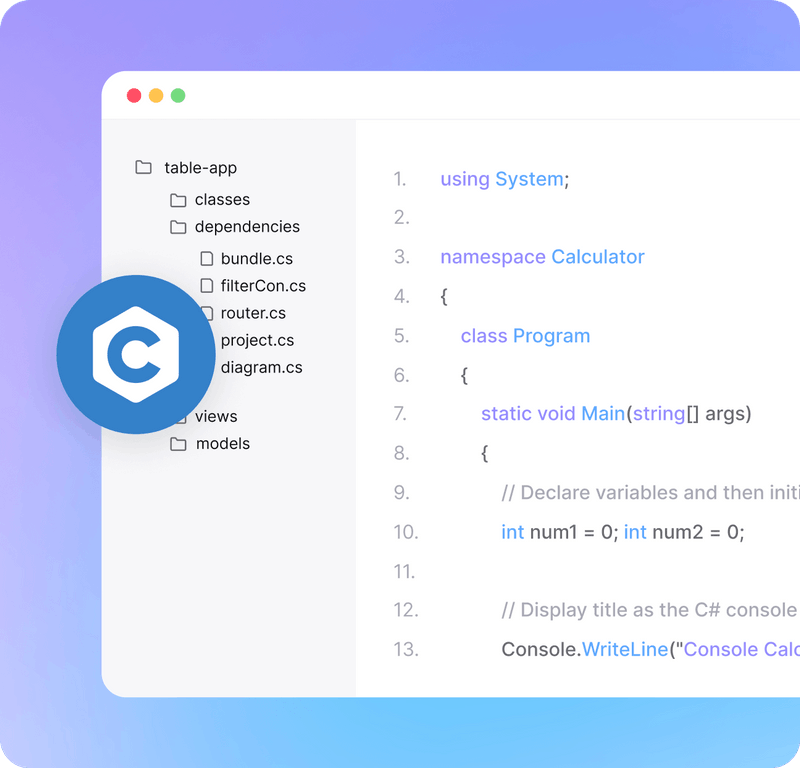 table-app
classes
dependencies
bundle.cs
filterCon.cs
router.cs
project.cs
diagram.cs
views
models
C
1. using System;
2.
3. namespace Calculator
4. {
5. class Program
6. {
7. static void Main(string[] args)
8. {
9. // Declare variables and then
10. int num1 = 0; int num2 = 0;
11.
12. // Display title as the C# console
13. Console.WriteLine("Console